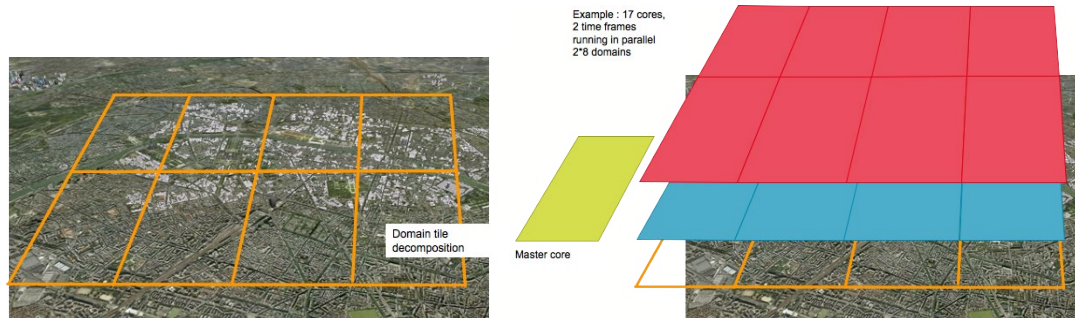 Domain tile
decomposition
Example : 17 cores,
2 time frames
running in parallel
2*8 domains
Master core